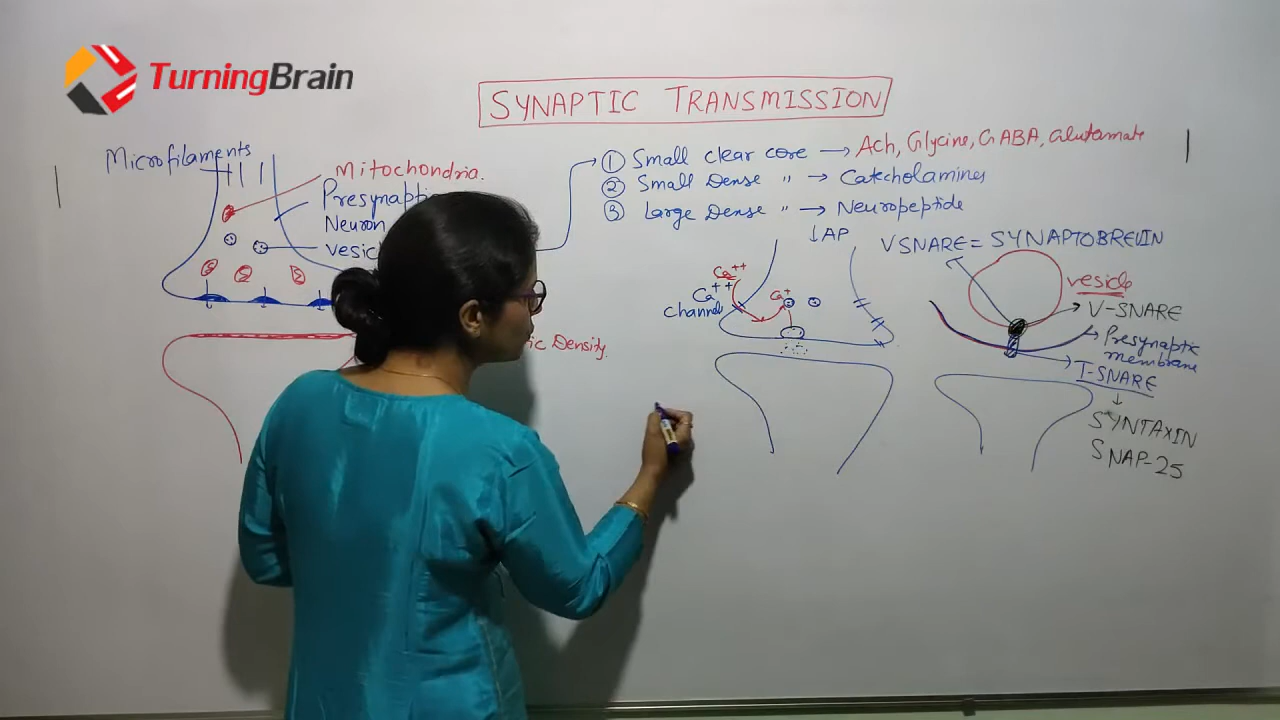 TurningBrain
SYNAPTIC TRANSMISSION
Microfilaments
Mitochondria.
Presynaptic
Neuron
① Small clear core → Ach, Glycine, GABA, Glutamate
② Small Dense " → Catecholamines
③ Large Dense " → Neuropeptide
↓AP
VSNARE = SYNAPTOBREVIN
Ca++
Ca++
channel
Ca+
vesicle
V-SNARE
Presynaptic
membrane
T-SNARE
↓
SYNTAXIN
SNAP-25
Density